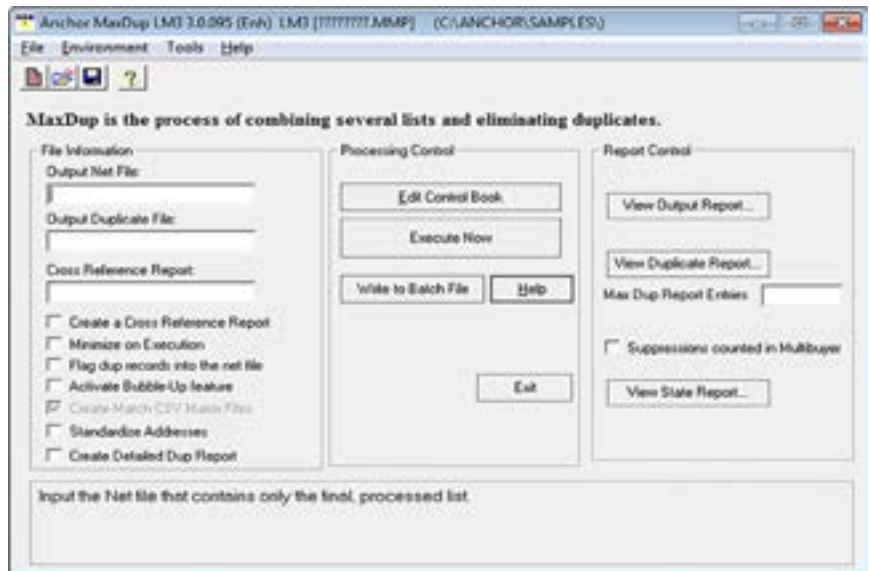 Anchor MaxDup LM3 3.0.095 (Enh) LM3 [????????.MMP] (C:\ANCHOR\SAMPLES\)
File Environment Tools Help
?
MaxDup is the process of combining several lists and eliminating duplicates.
File Information
Output Net File:
Output Duplicate File:
Cross Reference Report:
Create a Cross Reference Report
Minimize on Execution
Flag dup records into the net file
Activate Bubble-Up feature
Create Match CSV Matrix Files
Standardize Addresses
Create Detailed Dup Report
Processing Control
Edit Control Book
Execute Now
Write to Batch File Help
Exit
Report Control
View Output Report...
View Duplicate Report...
Max Dup Report Entries
Suppressions counted in Multibuyer
View State Report...
Input the Net file that contains only the final, processed list.